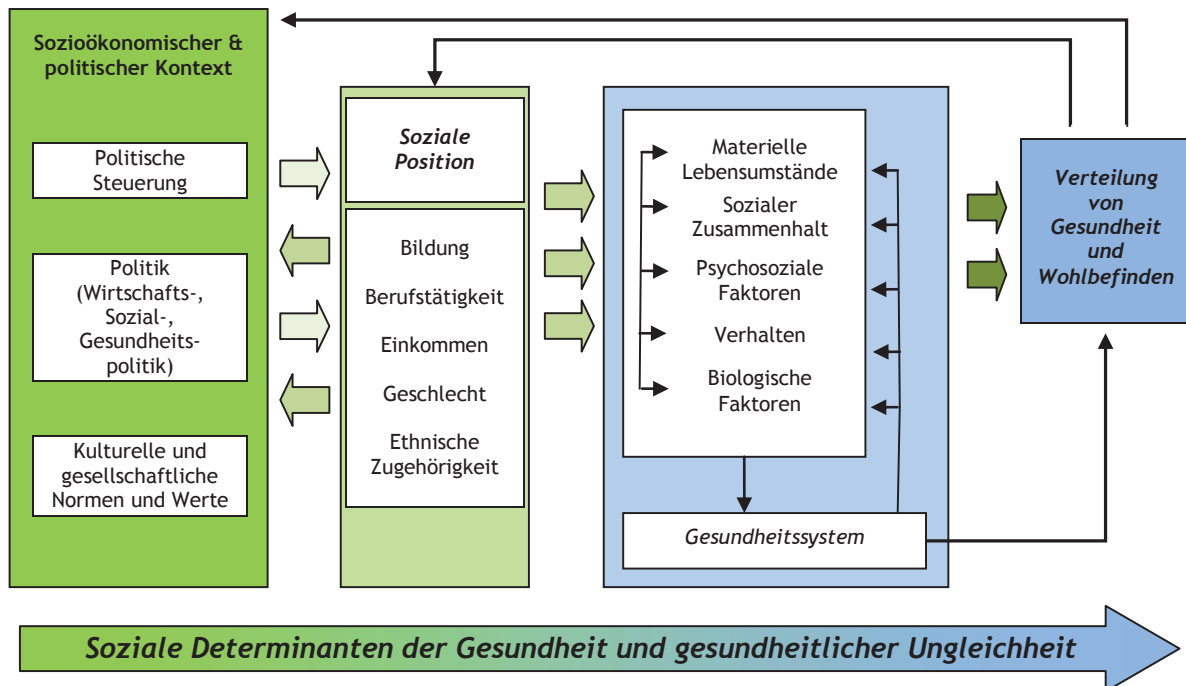 Sozioökonomischer &
politischer Kontext
Politische
Steuerung
Politik
(Wirtschafts-,
Sozial-,
Gesundheits-
politik)
Kulturelle und
gesellschaftliche
Normen und Werte
Soziale
Position
Bildung
Berufstätigkeit
Einkommen
Geschlecht
Ethnische
Zugehörigkeit
Materielle
Lebensumstände
Sozialer
Zusammenhalt
Psychosoziale
Faktoren
Verhalten
Biologische
Faktoren
Gesundheitssystem
Verteilung
von
Gesundheit
und
Wohlbefinden
Soziale Determinanten der Gesundheit und gesundheitlicher Ungleichheit